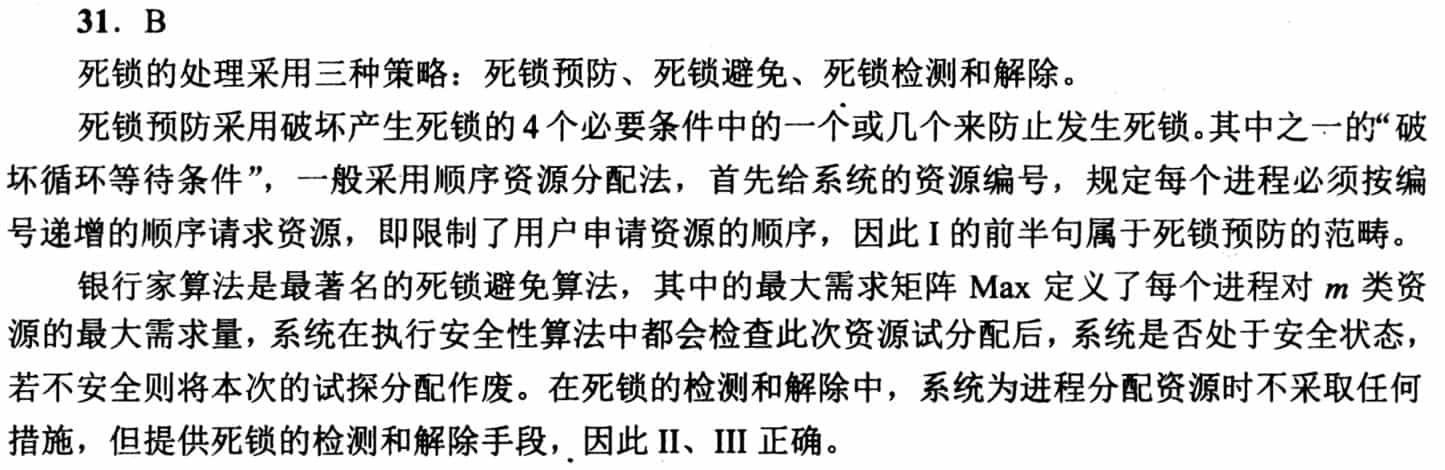 31. B
死锁的处理采用三种策略：死锁预防、死锁避免、死锁检测和解除。
死锁预防采用破坏产生死锁的 4 个必要条件中的一个或几个来防止发生死锁。其中之一的“破
坏循环等待条件”，一般采用顺序资源分配法，首先给系统的资源编号，规定每个进程必须按编
号递增的顺序请求资源，即限制了用户申请资源的顺序，因此 I 的前半句属于死锁预防的范畴。
银行家算法是最著名的死锁避免算法，其中的最大需求矩阵 Max 定义了每个进程对 m 类资
源的最大需求量，系统在执行安全性算法中都会检查此次资源试分配后，系统是否处于安全状态，
若不安全则将本次的试探分配作废。在死锁的检测和解除中，系统为进程分配资源时不采取任何
措施，但提供死锁的检测和解除手段，因此 II、III 正确。